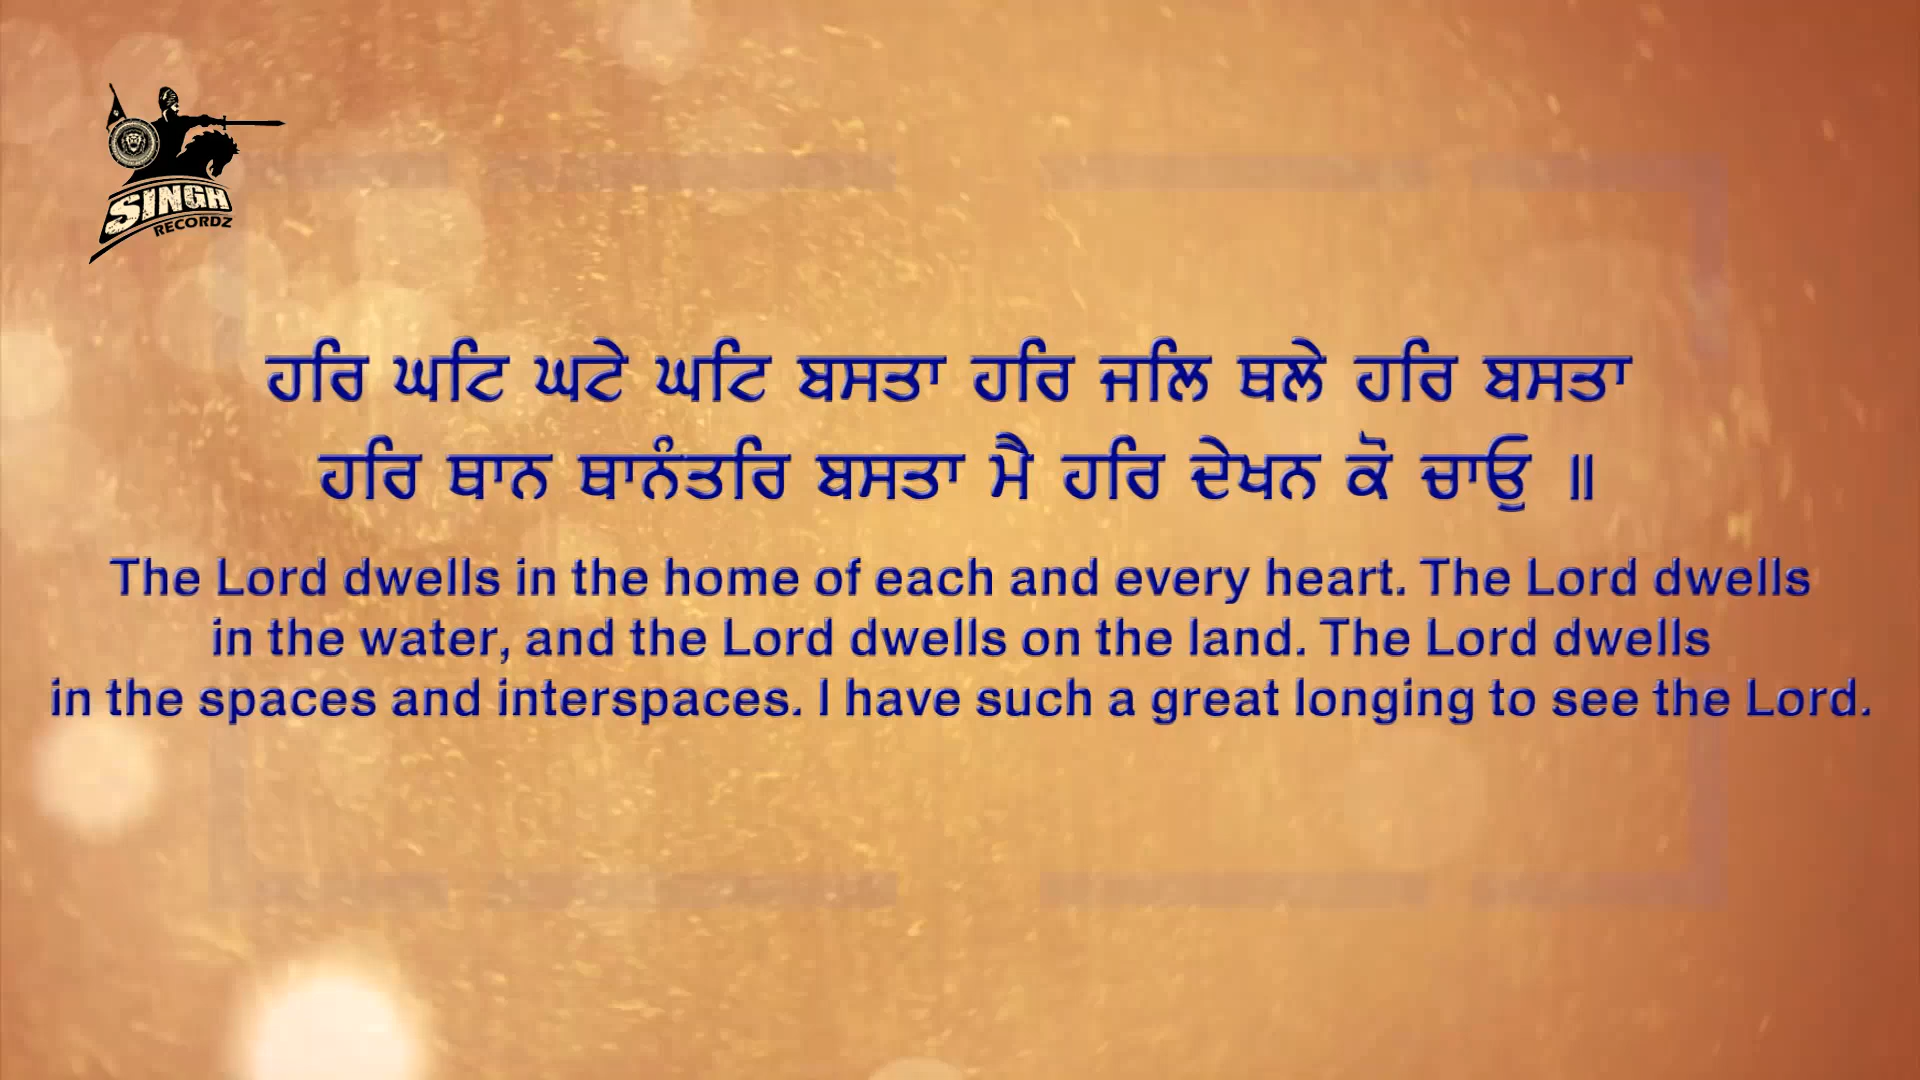 SINGH
RECORDZ
ਹਰਿ ਘਟਿ ਘਟੇ ਘਟਿ ਬਸਤਾ ਹਰਿ ਜਲਿ ਥਲੇ ਹਰਿ ਬਸਤਾ
ਹਰਿ ਥਾਨ ਥਾਨੰਤਰਿ ਬਸਤਾ ਮੈ ਹਰਿ ਦੇਖਨ ਕੋ ਚਾਓੁ ॥
The Lord dwells in the home of each and every heart. The Lord dwells
in the water, and the Lord dwells on the land. The Lord dwells
in the spaces and interspaces. I have such a great longing to see the Lord.